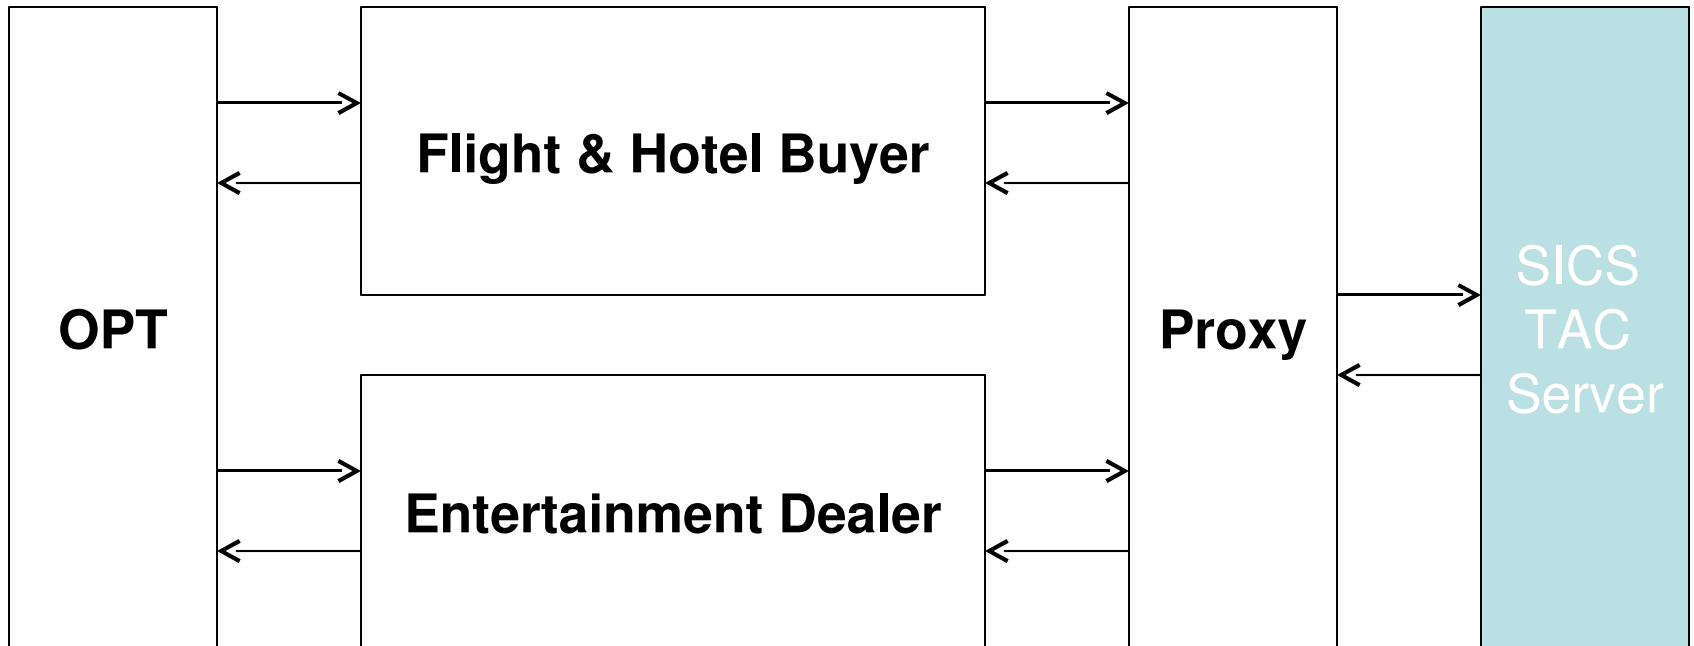 OPT
Flight & Hotel Buyer
Entertainment Dealer
Proxy
SICS
TAC
Server